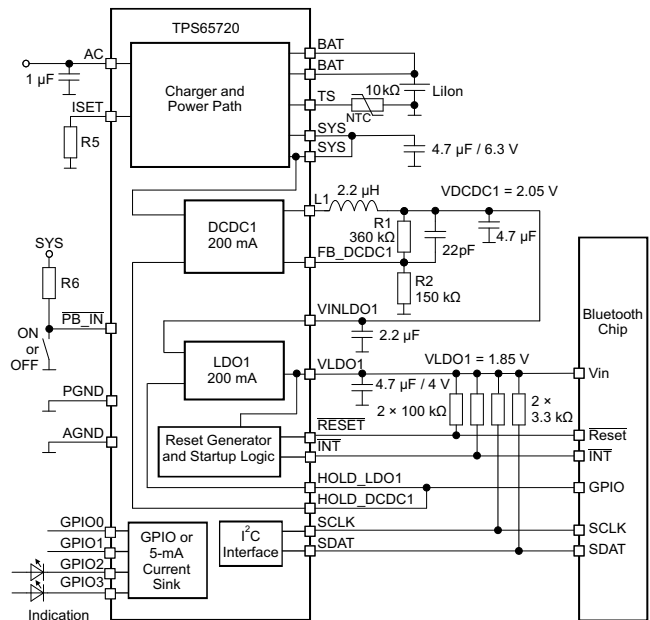 TPS65720
AC
1 µF
ISET
R5
Charger and
Power Path
BAT
BAT
TS
10 kΩ
NTC
LiIon
SYS
SYS
4.7 µF / 6.3 V
L1
2.2 µH
VDCDC1 = 2.05 V
DCDC1
200 mA
R1
360 kΩ
22pF
4.7 µF
FB_DCDC1
R2
150 kΩ
SYS
R6
PB_IN
ON
or
OFF
VINLDO1
2.2 µF
Bluetooth
Chip
LDO1
200 mA
VLDO1
VLDO1 = 1.85 V
Vin
4.7 µF / 4 V
2 × 100 kΩ
2 ×
3.3 kΩ
PGND
AGND
Reset Generator
and Startup Logic
RESET
INT
Reset
INT
HOLD_LDO1
HOLD_DCDC1
GPIO
GPIO0
GPIO1
GPIO2
GPIO3
GPIO or
5-mA
Current
Sink
I2C
Interface
SCLK
SDAT
SCLK
SDAT
Indication